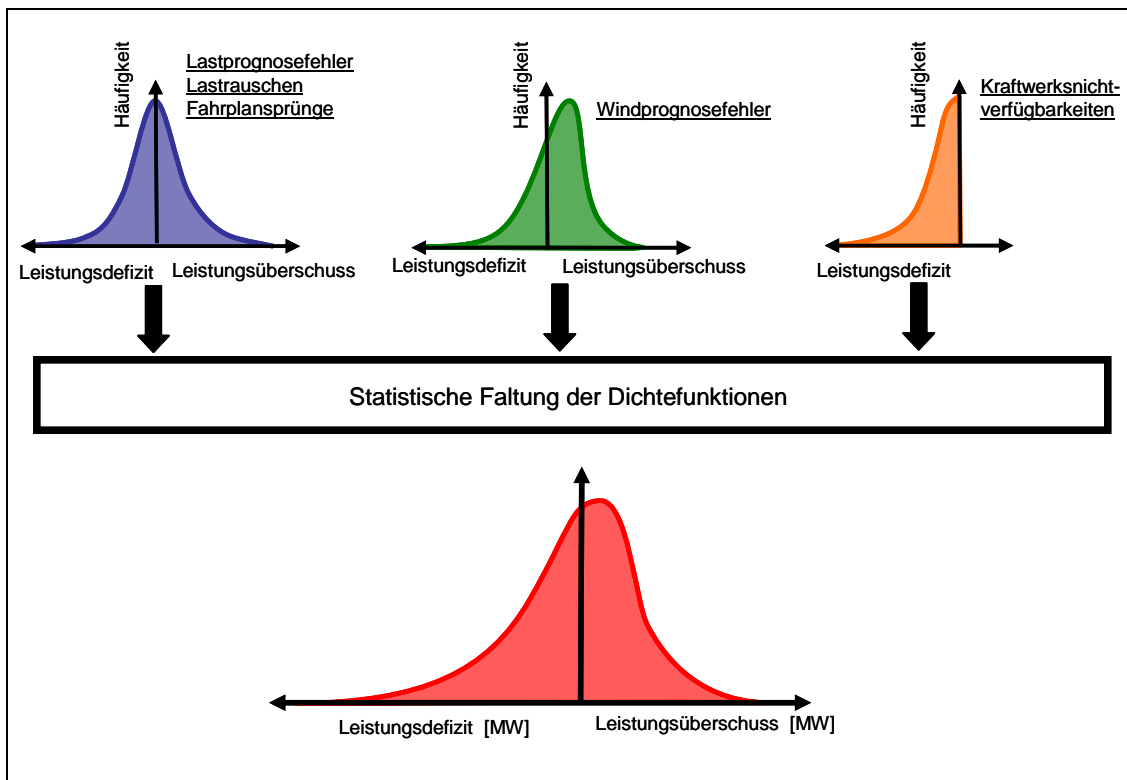 Häufigkeit
Lastprognosefehler
Lastrauschen
Fahrplansprünge
Leistungsdefizit
Leistungsüberschuss
Häufigkeit
Windprognosefehler
Leistungsdefizit
Leistungsüberschuss
Häufigkeit
Kraftwerksnicht-
verfügbarkeiten
Leistungsdefizit
Statistische Faltung der Dichtefunktionen
Leistungsdefizit [MW]
Leistungsüberschuss [MW]